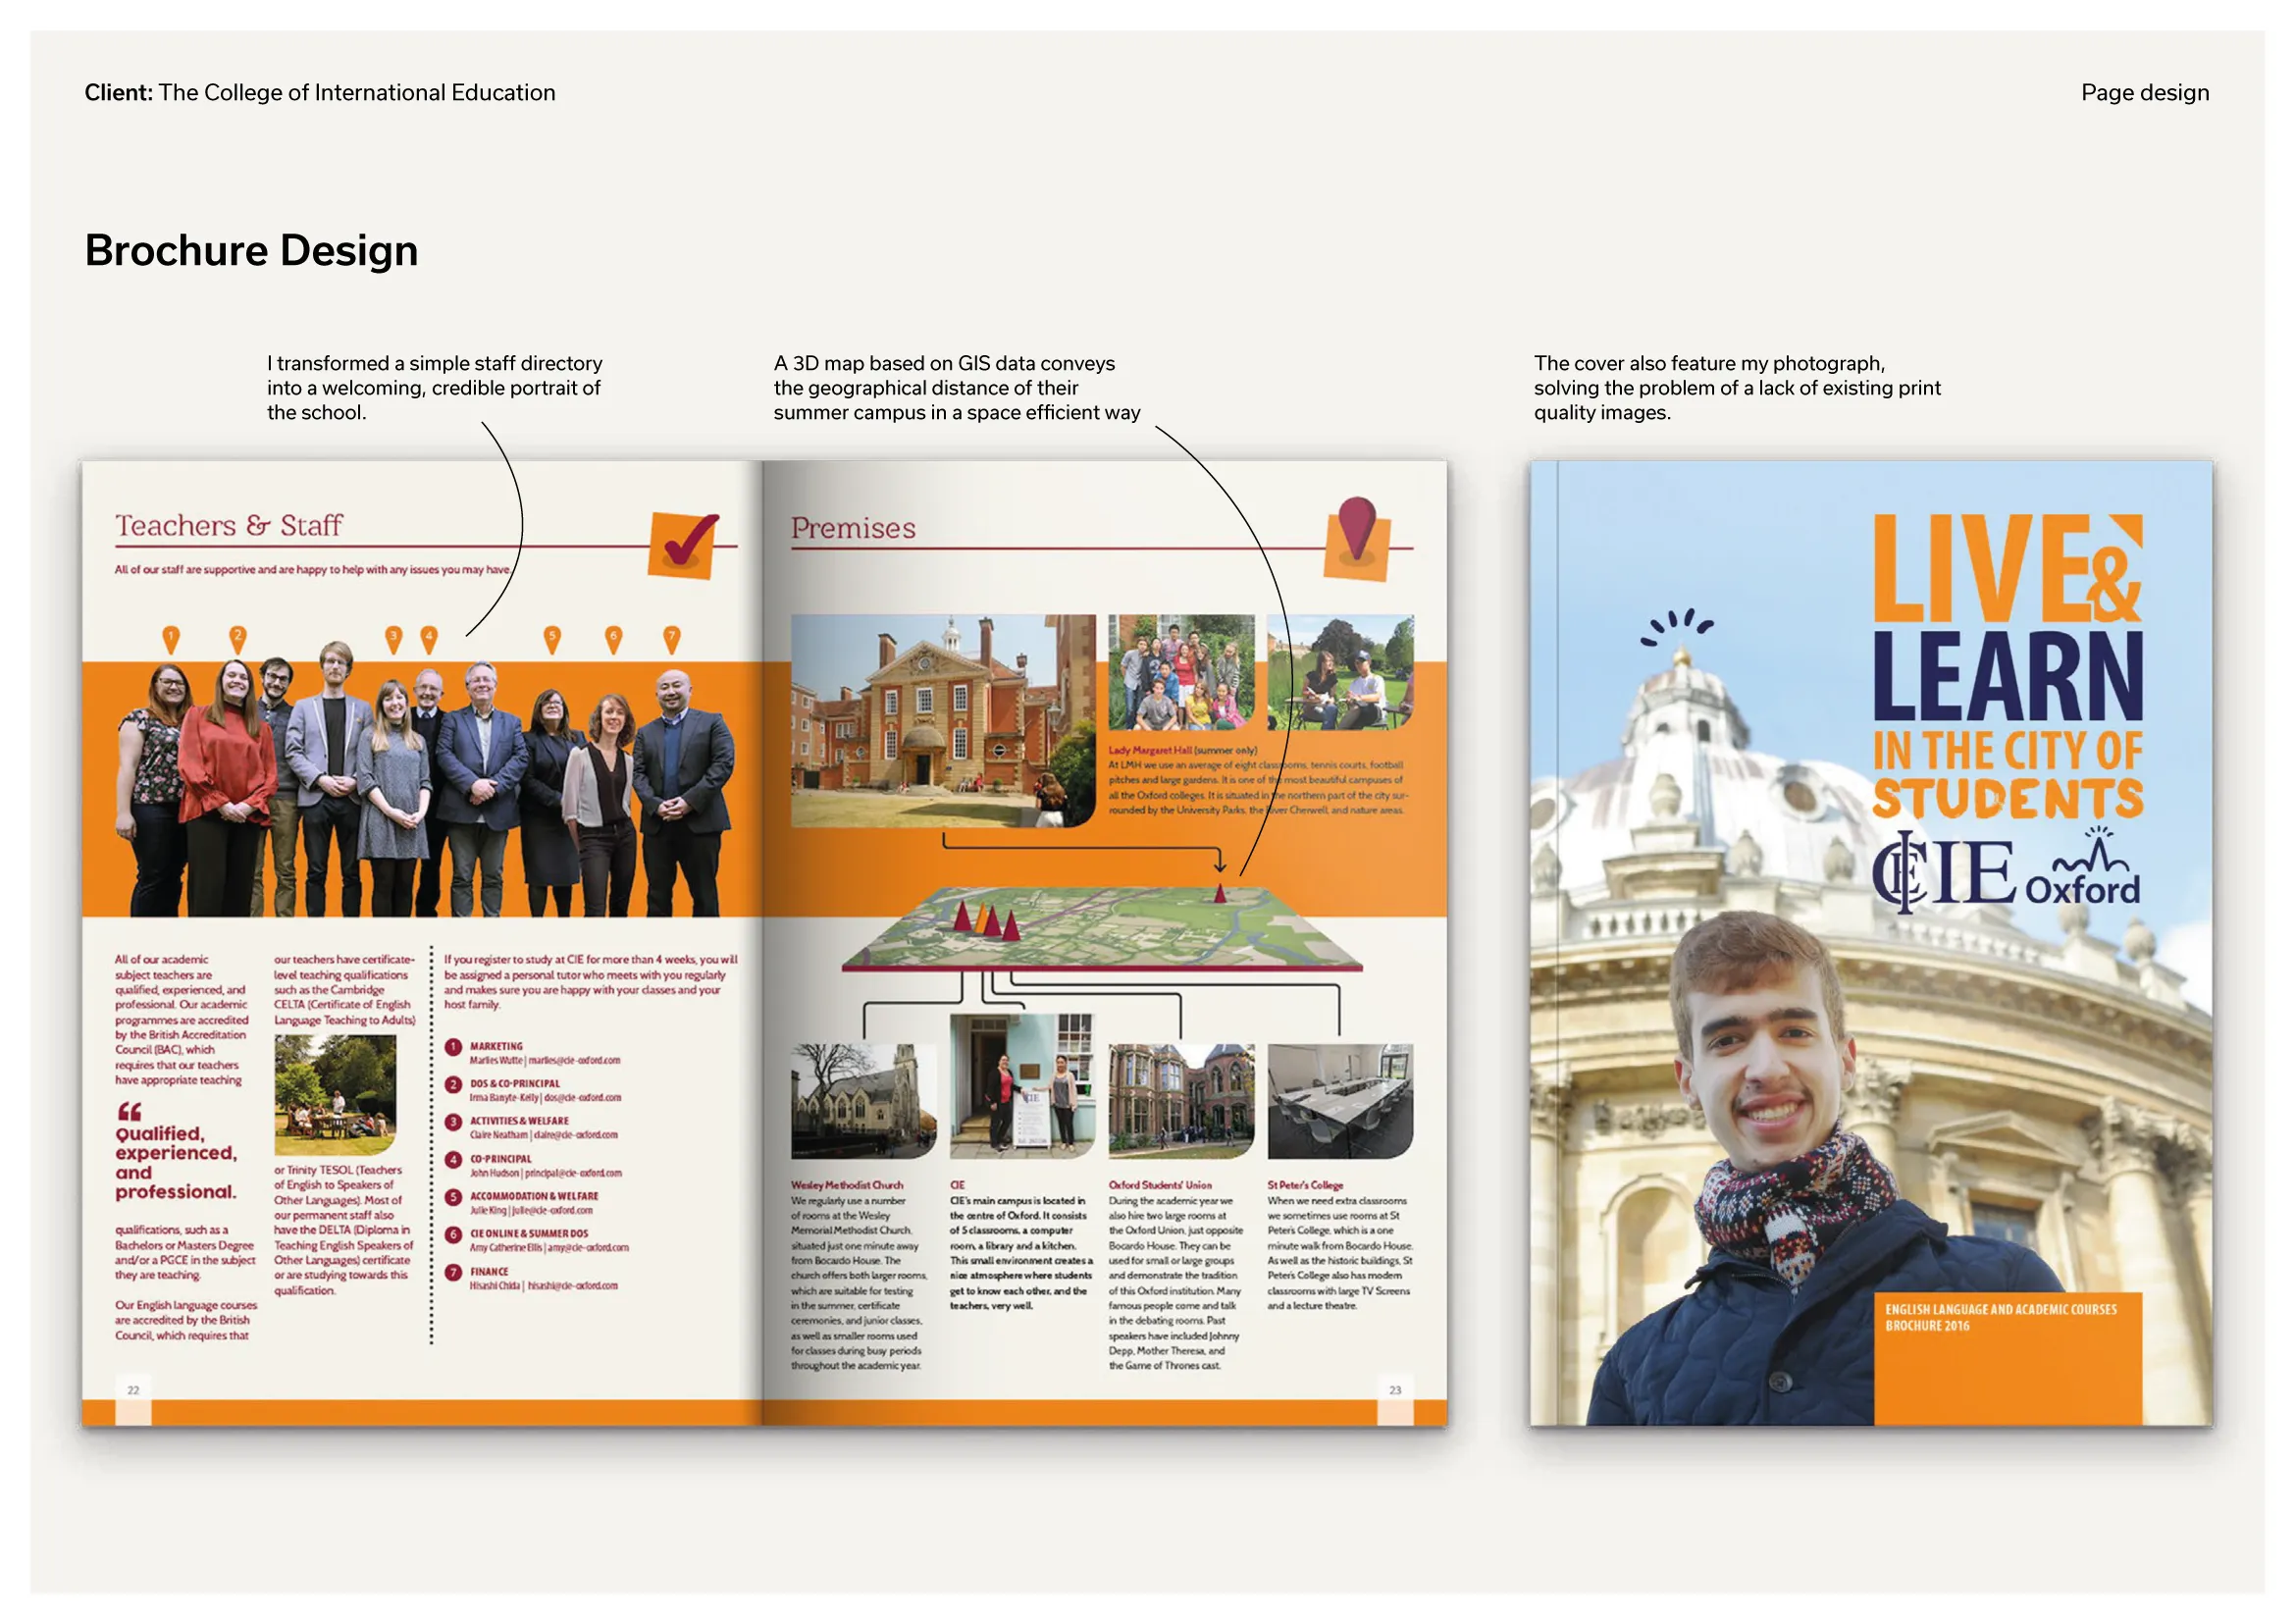 Client: The College of International Education
Page design
Brochure Design
I transformed a simple staff directory
into a welcoming, credible portrait of
the school.
A 3D map based on GIS data conveys
the geographical distance of their
summer campus in a space efficient way
The cover also feature my photograph,
solving the problem of a lack of existing print
quality images.
Teachers & Staff
All of our staff are supportive and are happy to help with any issues you may have.
1
2
3
4
5
6
7
All of our academic
subject teachers are
qualified, experienced, and
professional. Our academic
programmes are accredited
by the British Accreditation
Council (BAC), which
requires that our teachers
have appropriate teaching
“
Qualified,
experienced,
and
professional.
qualifications, such as a
Bachelors or Masters Degree
and/or a PGCE in the subject
they are teaching.
Our English language courses
are accredited by the British
Council, which requires that
our teachers have certificate-
level teaching qualifications
such as the Cambridge
CELTA (Certificate of English
Language Teaching to Adults)
or Trinity TESOL (Teachers
of English to Speakers of
Other Languages). Most of
our permanent staff also
have the DELTA (Diploma in
Teaching English Speakers of
Other Languages) certificate
or are studying towards this
qualification.
If you register to study at CIE for more than 4 weeks, you will
be assigned a personal tutor who meets with you regularly
and makes sure you are happy with your classes and your
host family.
1 MARKETING
Marlies Wutte | marlies@cie-oxford.com
2 DOS & CO-PRINCIPAL
Irma Banyte-Kelly | dos@cie-oxford.com
3 ACTIVITIES & WELFARE
Claire Neatham | claire@cie-oxford.com
4 CO-PRINCIPAL
John Hudson | principal@cie-oxford.com
5 ACCOMMODATION & WELFARE
Julie King | julie@cie-oxford.com
6 CIE ONLINE & SUMMER DOS
Amy Catherine Ellis | amy@cie-oxford.com
7 FINANCE
Hisashi Chida | hisashi@cie-oxford.com
22
Premises
Lady Margaret Hall (summer only)
At LMH we use an average of eight classrooms, tennis courts, football
pitches and large gardens. It is one of the most beautiful campuses of
all the Oxford colleges. It is situated in the northern part of the city sur-
rounded by the University Parks, the River Cherwell, and nature areas.
CIE
Wesley Methodist Church
We regularly use a number
of rooms at the Wesley
Memorial Methodist Church,
situated just one minute away
from Bocardo House. The
church offers both larger rooms,
which are suitable for testing
in the summer, certificate
ceremonies, and junior classes,
as well as smaller rooms used
for classes during busy periods
throughout the academic year.
CIE
CIE's main campus is located in
the centre of Oxford. It consists
of 5 classrooms, a computer
room, a library and a kitchen.
This small environment creates a
nice atmosphere where students
get to know each other, and the
teachers, very well.
Oxford Students' Union
During the academic year we
also hire two large rooms at
the Oxford Union, just opposite
Bocardo House. They can be
used for small or large groups
and demonstrate the tradition
of this Oxford institution. Many
famous people come and talk
in the debating rooms. Past
speakers have included Johnny
Depp, Mother Theresa, and
the Game of Thrones cast.
St Peter's College
When we need extra classrooms
we sometimes use rooms at St
Peter's College, which is a one
minute walk from Bocardo House.
As well as the historic buildings, St
Peter's College also has modern
classrooms with large TV Screens
and a lecture theatre.
23
LIVE &
LEARN
IN THE CITY OF
STUDENTS
CIE Oxford
ENGLISH LANGUAGE AND ACADEMIC COURSES
BROCHURE 2016